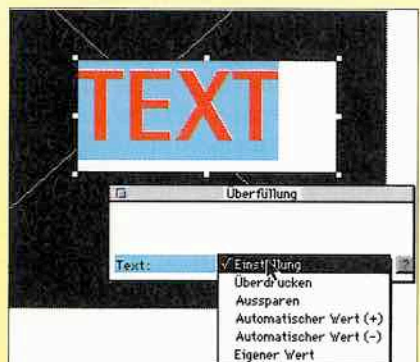 TEXT
Überfüllung
Text: ✓ Einstellung ?
Überdrucken
Aussparen
Automatischer Wert (+)
Automatischer Wert (-)
Eigener Wert